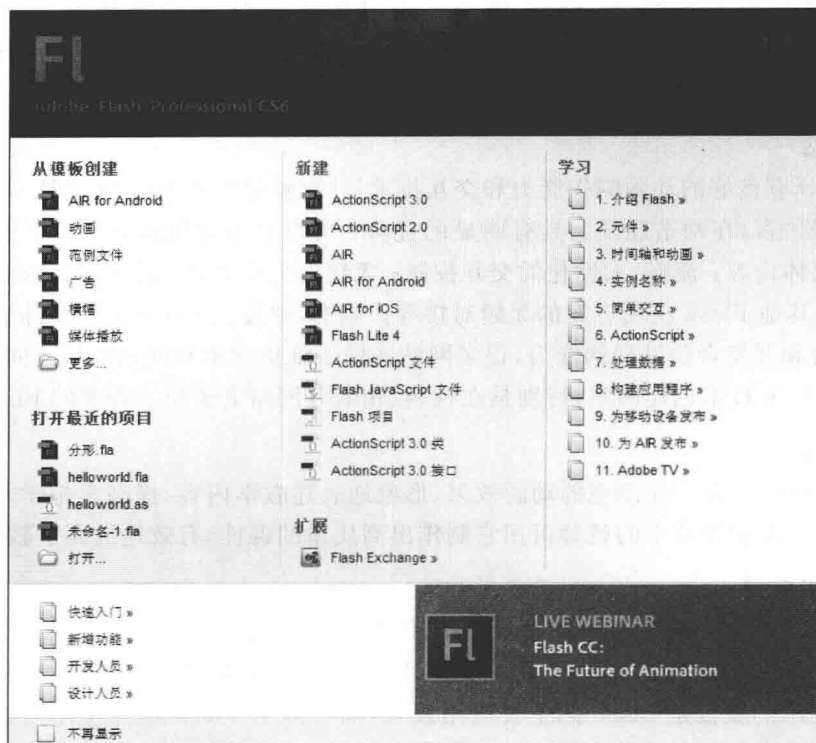 Fl
Adobe Flash Professional CS6
从模板创建
AIR for Android
动画
范例文件
广告
横幅
媒体播放
更多...
打开最近的项目
分形.fla
helloworld.fla
helloworld.as
未命名-1.fla
打开...
新建
ActionScript 3.0
ActionScript 2.0
AIR
AIR for Android
AIR for iOS
Flash Lite 4
ActionScript 文件
Flash JavaScript 文件
Flash 项目
ActionScript 3.0 类
ActionScript 3.0 接口
扩展
Flash Exchange »
学习
1. 介绍 Flash »
2. 元件 »
3. 时间轴和动画 »
4. 实例名称 »
5. 简单交互 »
6. ActionScript »
7. 处理数据 »
8. 构建应用程序 »
9. 为移动设备发布 »
10. 为 AIR 发布 »
11. Adobe TV »
快速入门 »
新增功能 »
开发人员 »
设计人员 »
Fl
LIVE WEBINAR
Flash CC:
The Future of Animation
不再显示